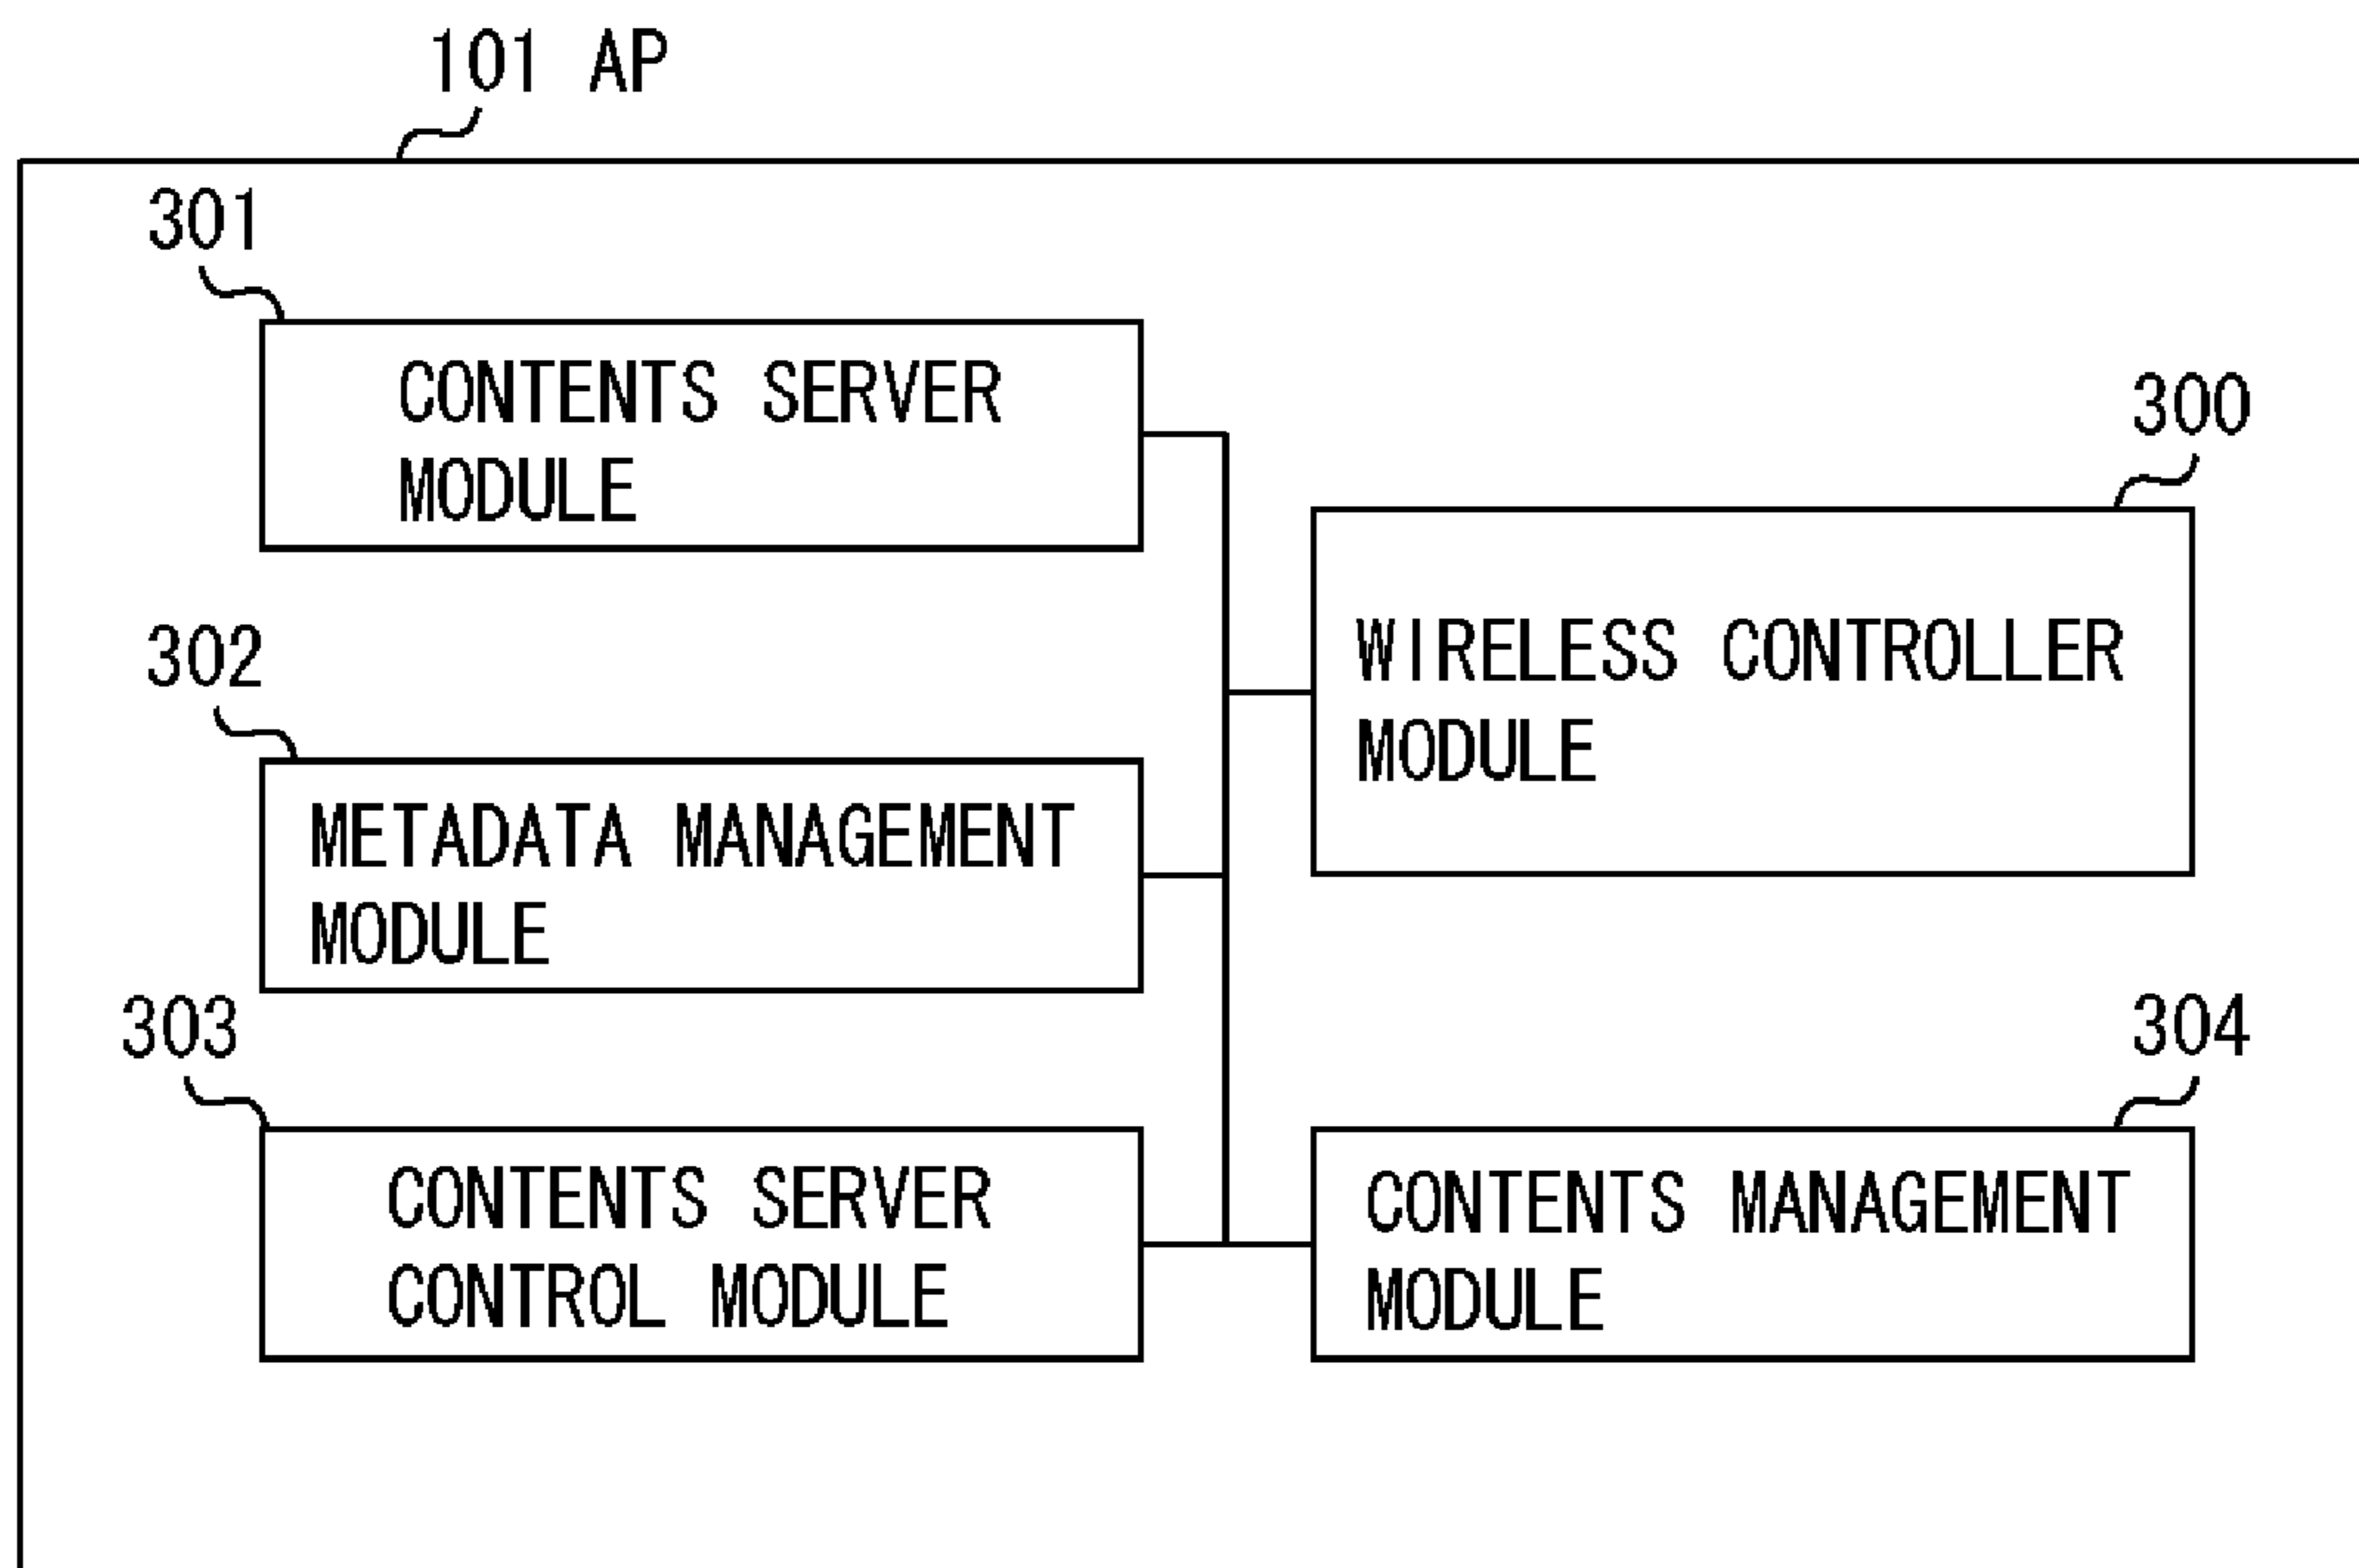 101 AP
301
CONTENTS SERVER
MODULE
300
WIRELESS CONTROLLER
MODULE
302
METADATA MANAGEMENT
MODULE
303
CONTENTS SERVER
CONTROL MODULE
304
CONTENTS MANAGEMENT
MODULE